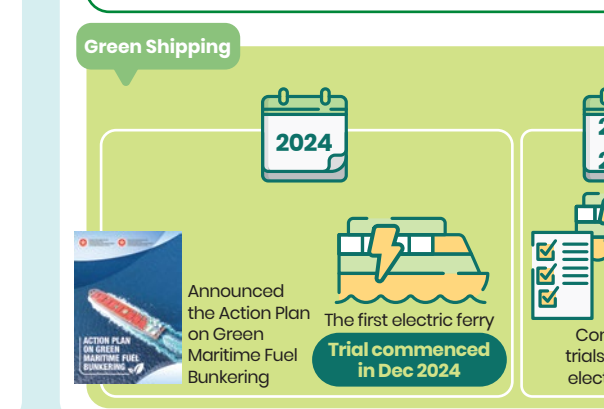 Green Shipping
2024
ACTION PLAN
ON GREEN
MARITIME FUEL
BUNKERING
Announced
the Action Plan
on Green
Maritime Fuel
Bunkering
The first electric ferry
Trial commenced
in Dec 2024
trials